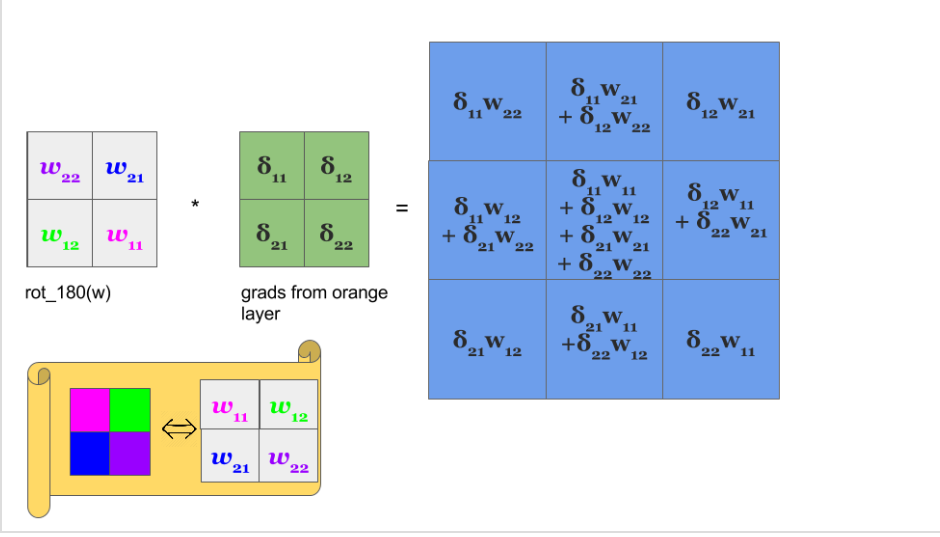 w₂₂ w₂₁
w₁₂ w₁₁
rot_180(w)
*
δ₁₁ δ₁₂
δ₂₁ δ₂₂
grads from orange
layer
=
δ₁₁w₂₂
δ₁₁w₂₁
+ δ₁₂w₂₂
δ₁₂w₂₁
δ₁₁w₁₂
+ δ₂₁w₂₂
δ₁₁w₁₁
+ δ₁₂w₁₂
+ δ₂₁w₂₁
+ δ₂₂w₂₂
δ₁₂w₁₁
+ δ₂₂w₂₁
δ₂₁w₁₂
δ₂₁w₁₁
+δ₂₂w₁₂
δ₂₂w₁₁
w₁₁ w₁₂
w₂₁ w₂₂